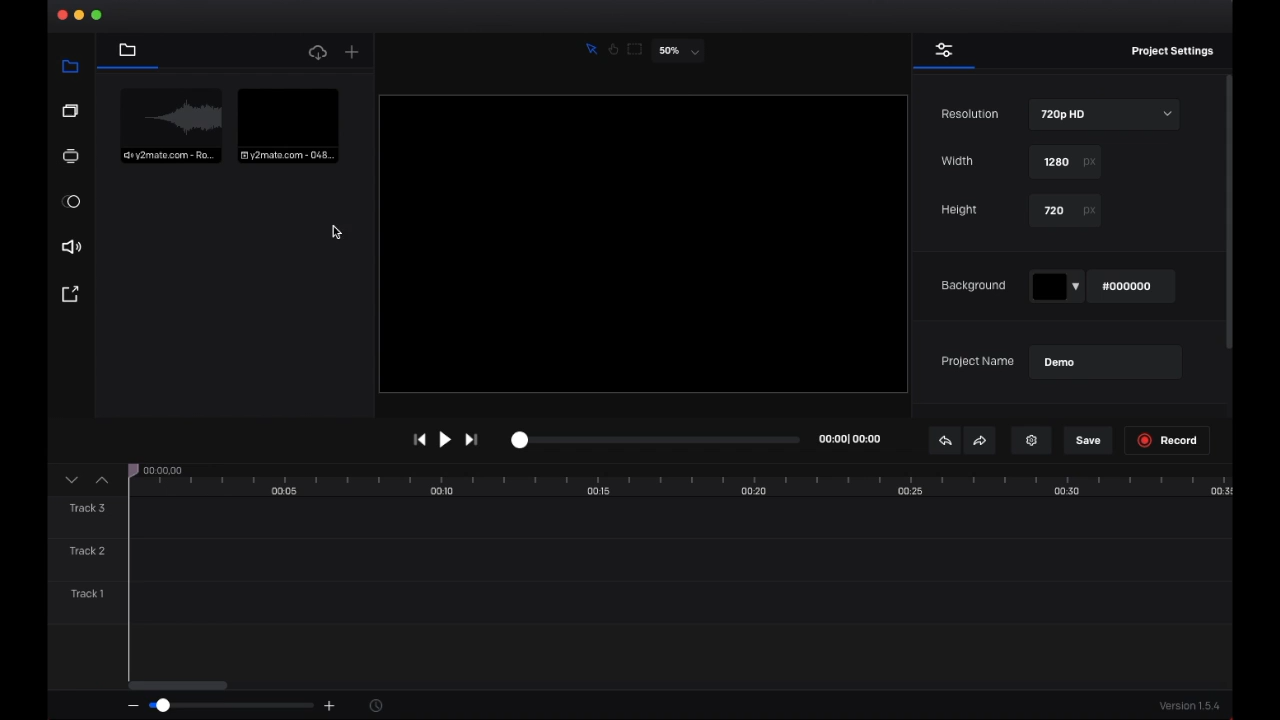 50%
Project Settings
Resolution 720p HD
y2mate.com - Ro...
y2mate.com - 048...
Width 1280 px
Height 720 px
Background #000000
Project Name Demo
00:00| 00:00
Save
Record
00:00,00
00:05 00:10 00:15 00:20 00:25 00:30 00:35
Track 3
Track 2
Track 1
Version 1.5.4